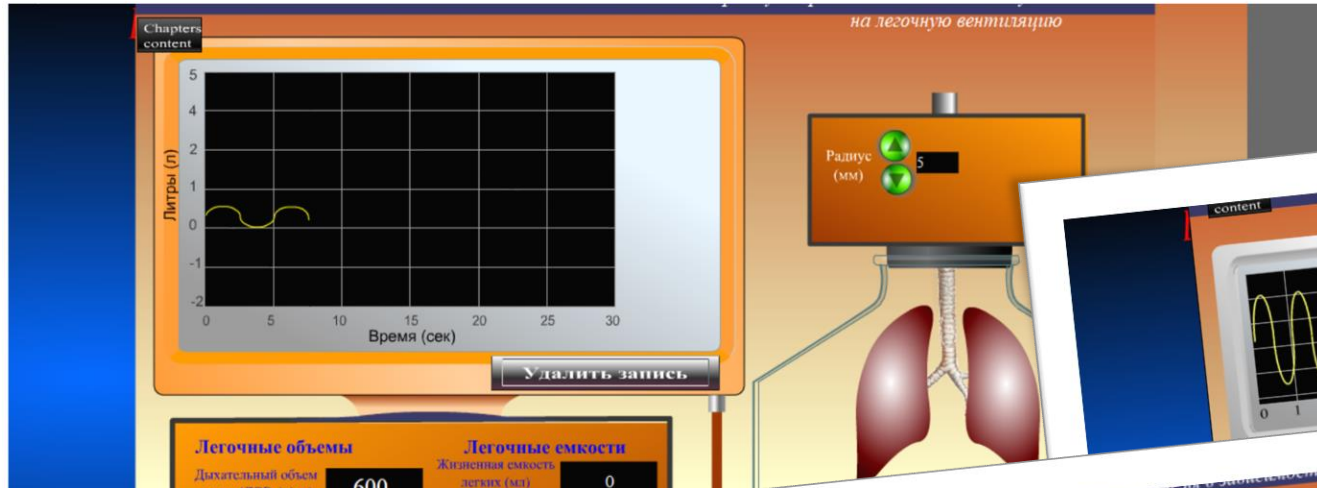 на легочную вентиляцию
Chapters
content
5
4
2
1
0
-1
-2
Литры (л)
0 5 10 15 20 25 30
Время (сек)
Удалить запись
Радиус
(мм)
5
content
0 1
Легочные объемы
Дыхательный объем
600
Легочные емкости
Жизненная емкость
легких (мл)
0